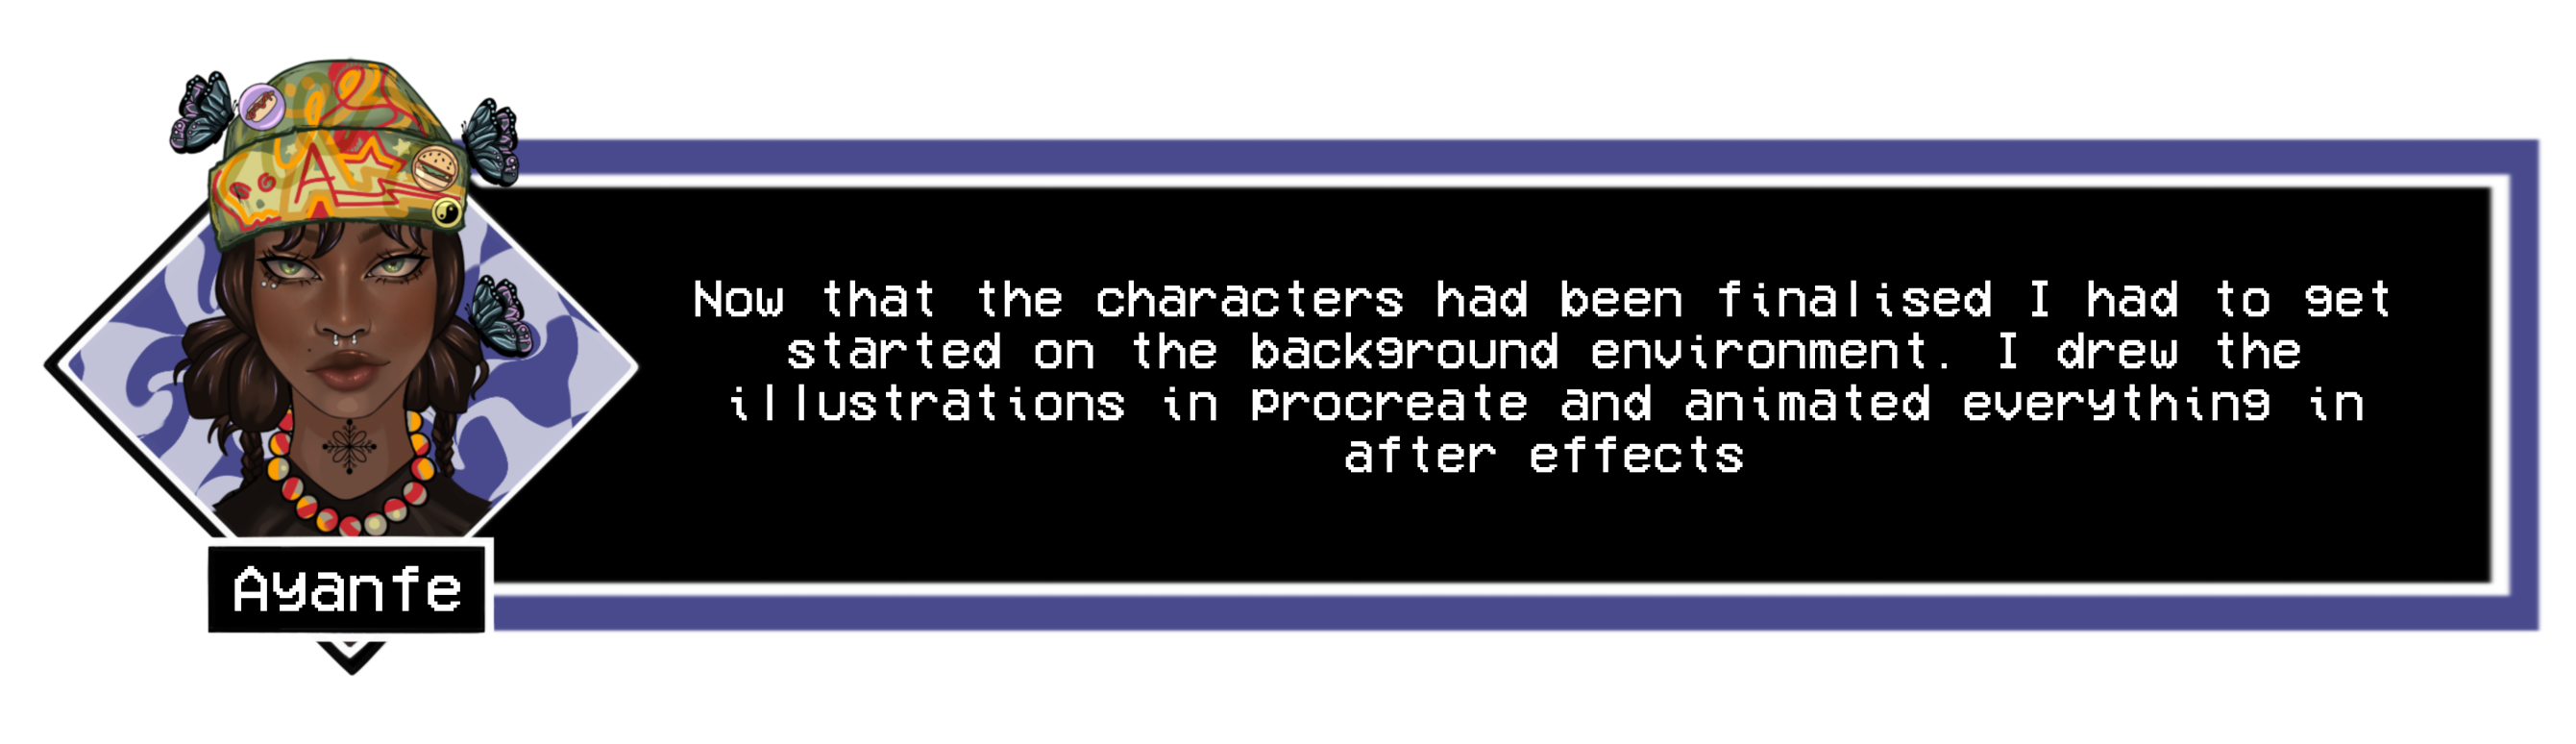 A
Now that the characters had been finalised I had to get
started on the background environment. I drew the
illustrations in procreate and animated everything in
after effects
Ayanfe